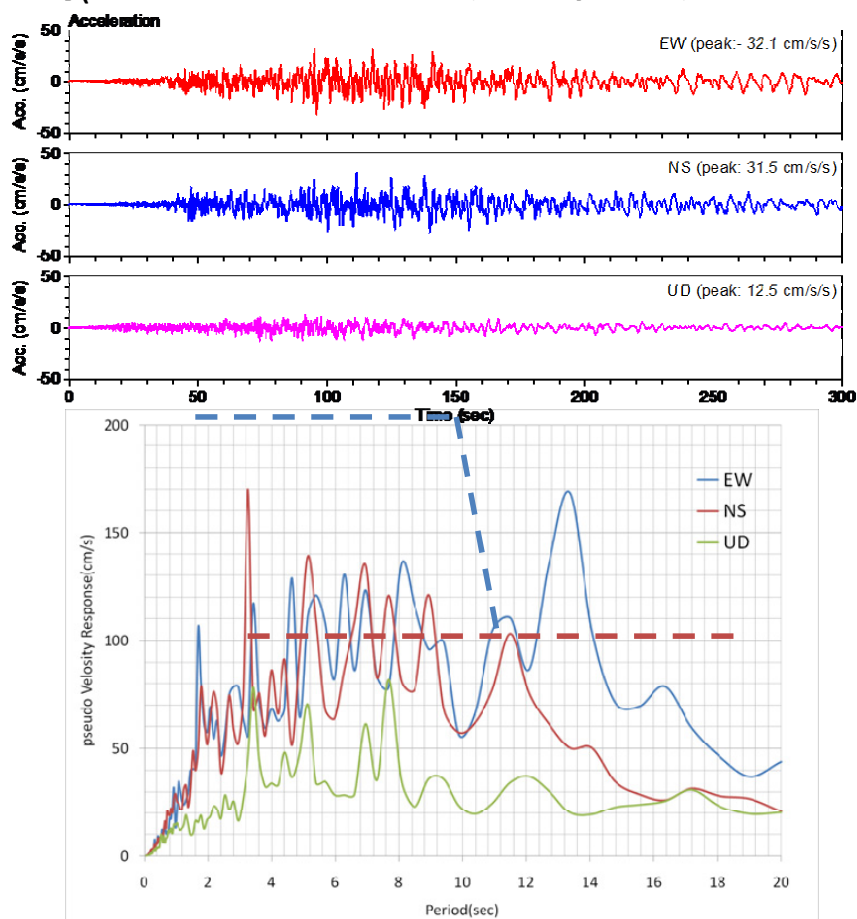 Acceleration
50
0
-50
Acc. (cm/s/s)
EW (peak:- 32.1 cm/s/s)
50
0
-50
Acc. (cm/s/s)
NS (peak: 31.5 cm/s/s)
50
0
-50
Acc. (cm/s/s)
UD (peak: 12.5 cm/s/s)
0 50 100 150 200 250 300
Time (sec)
200
150
100
50
0
pseudo Velosity Response(cm/s)
EW
NS
UD
0 2 4 6 8 10 12 14 16 18 20
Period(sec)